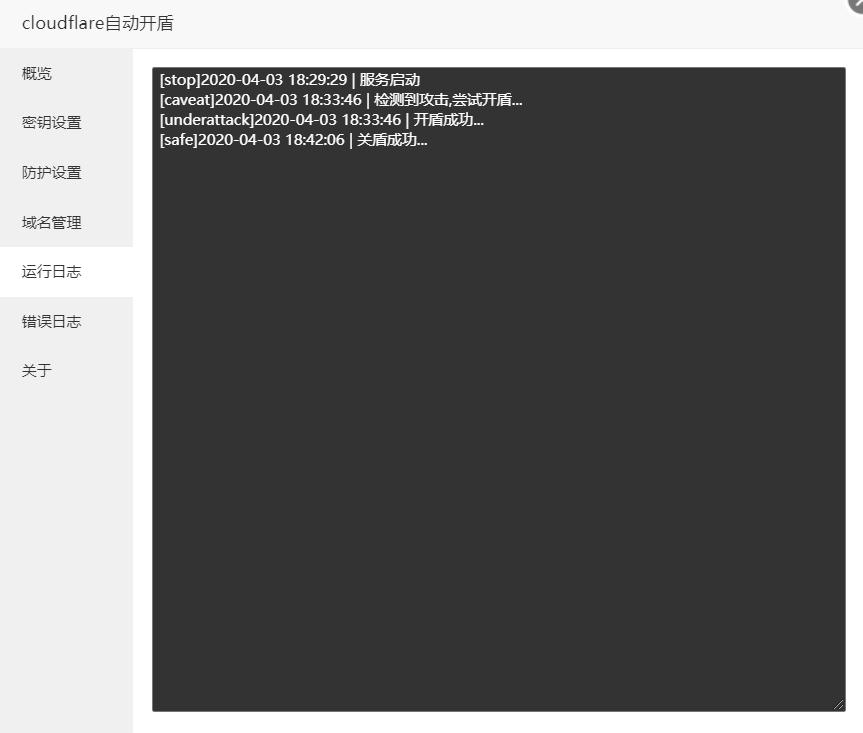 cloudflare自动开盾
概览
密钥设置
防护设置
域名管理
运行日志
错误日志
关于
[stop]2020-04-03 18:29:29 | 服务启动
[caveat]2020-04-03 18:33:46 | 检测到攻击,尝试开盾...
[underattack]2020-04-03 18:33:46 | 开盾成功...
[safe]2020-04-03 18:42:06 | 关盾成功...